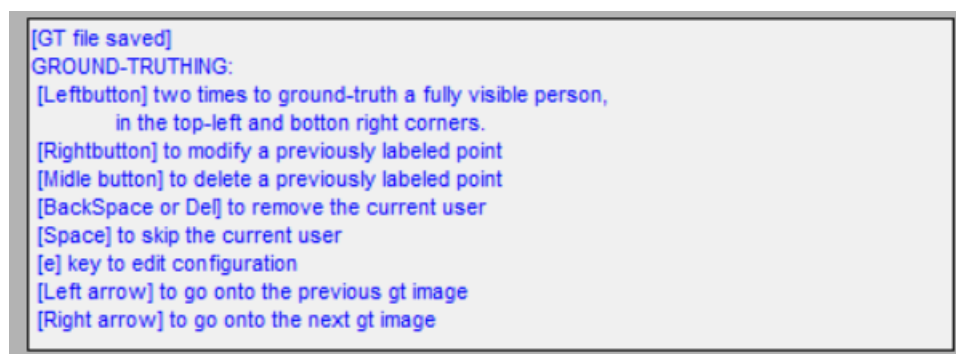 [GT file saved]
GROUND-TRUTHING:
[Leftbutton] two times to ground-truth a fully visible person,
in the top-left and botton right corners.
[Rightbutton] to modify a previously labeled point
[Midle button] to delete a previously labeled point
[BackSpace or Del] to remove the current user
[Space] to skip the current user
[e] key to edit configuration
[Left arrow] to go onto the previous gt image
[Right arrow] to go onto the next gt image